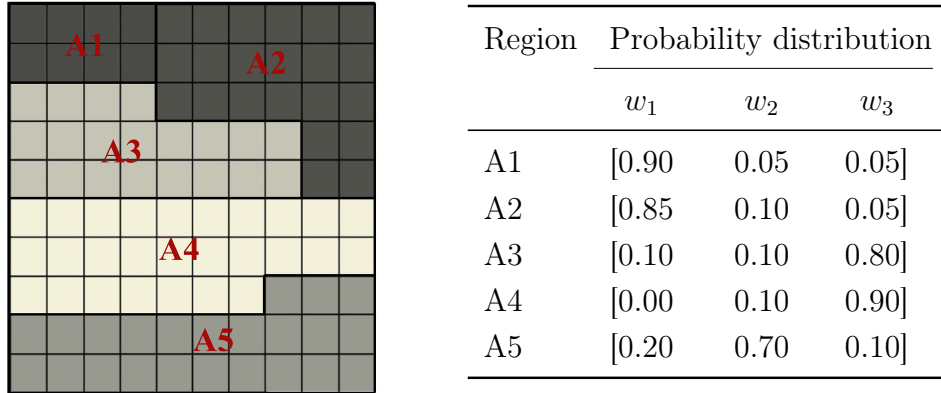 A1
A2
A3
A4
A5
Region Probability distribution
w1 w2 w3
A1 [0.90 0.05 0.05]
A2 [0.85 0.10 0.05]
A3 [0.10 0.10 0.80]
A4 [0.00 0.10 0.90]
A5 [0.20 0.70 0.10]